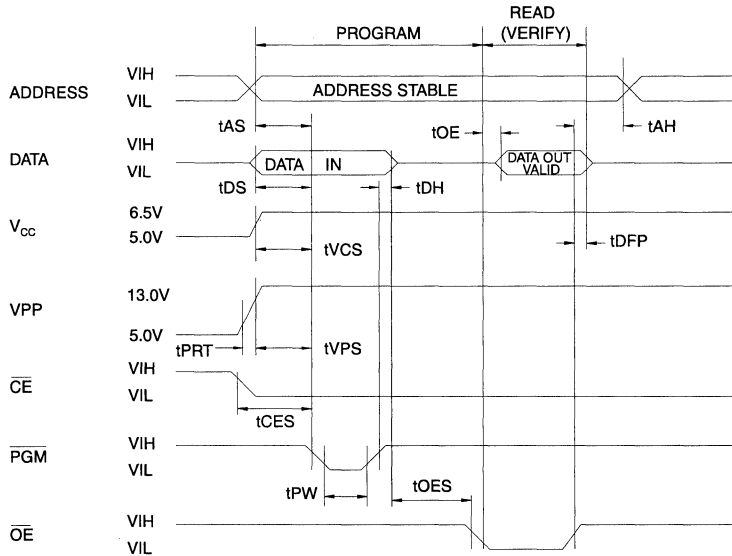 READ
PROGRAM (VERIFY)
ADDRESS VIH
VIL ADDRESS STABLE
tAS tOE tAH
DATA VIH
VIL DATA IN DATA OUT
VALID
tDS tDH
VCC 6.5V
5.0V
tVCS tDFP
VPP 13.0V
5.0V
tPRT tVPS
CE VIH
VIL
tCES
PGM VIH
VIL
tPW tOES
OE VIH
VIL